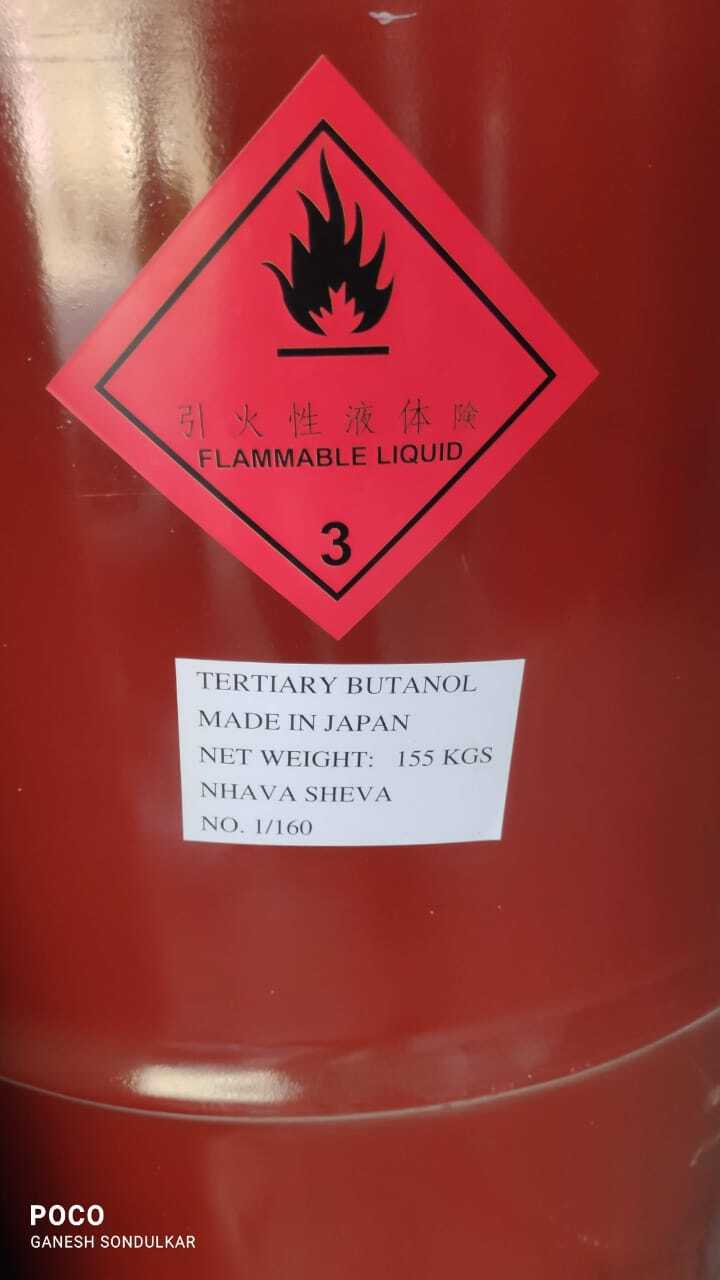 引火性液体険
FLAMMABLE LIQUID
3
TERTIARY BUTANOL
MADE IN JAPAN
NET WEIGHT: 155 KGS
NHAVA SHEVA
NO. 1/160
POCO
GANESH SONDULKAR